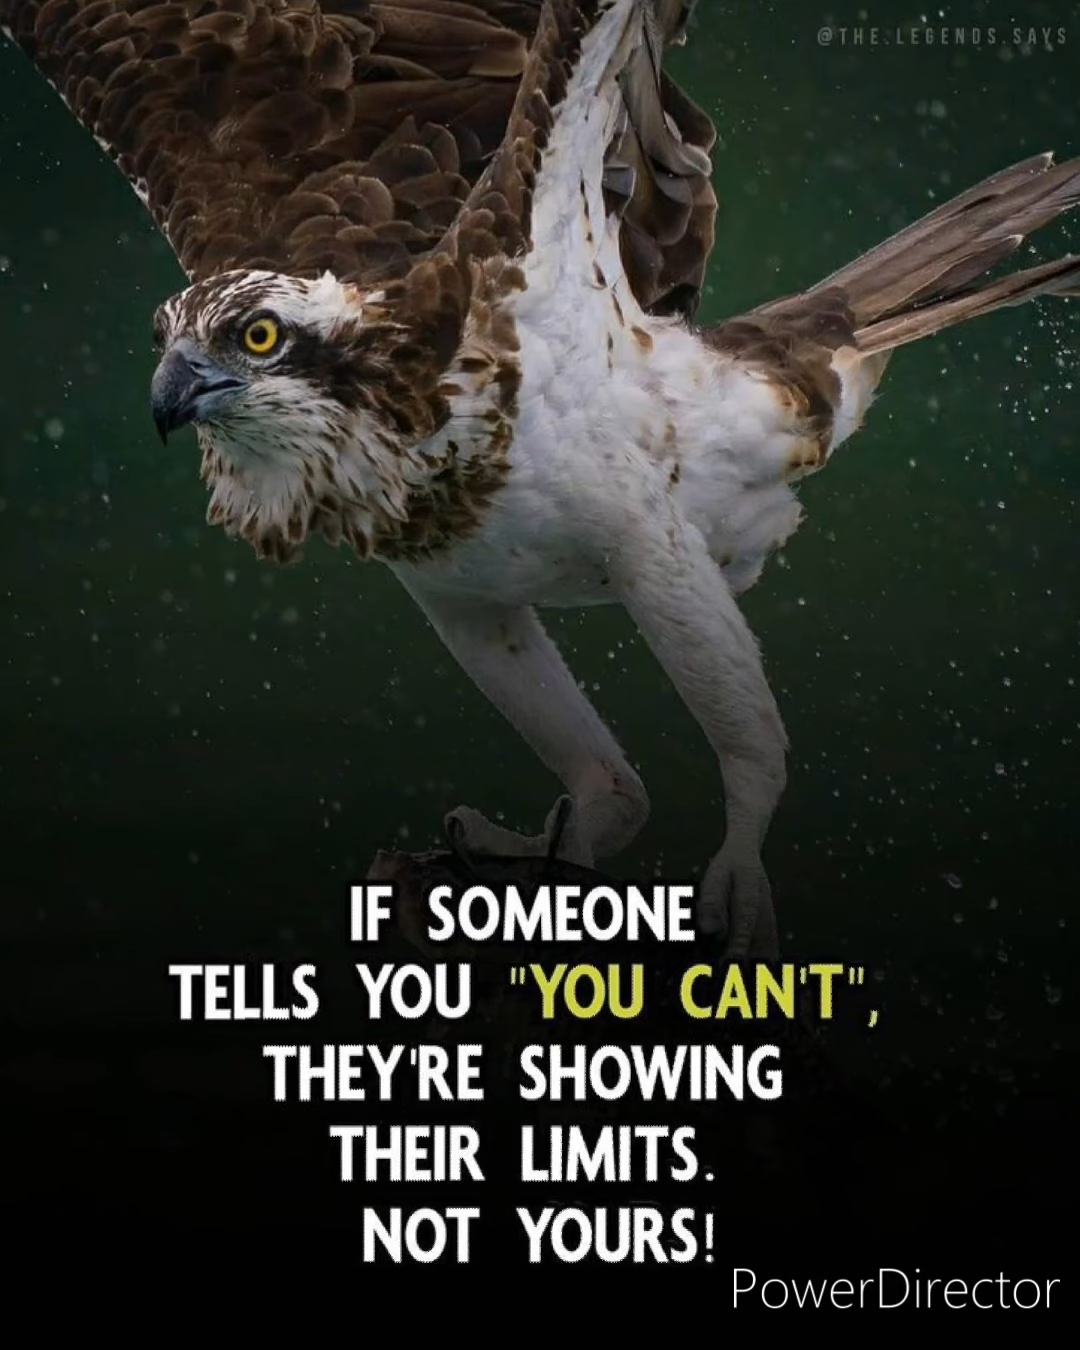 @THE.LEGENDS.SAYS
IF SOMEONE
TELLS YOU "YOU CAN'T",
THEY'RE SHOWING
THEIR LIMITS.
NOT YOURS!
PowerDirector